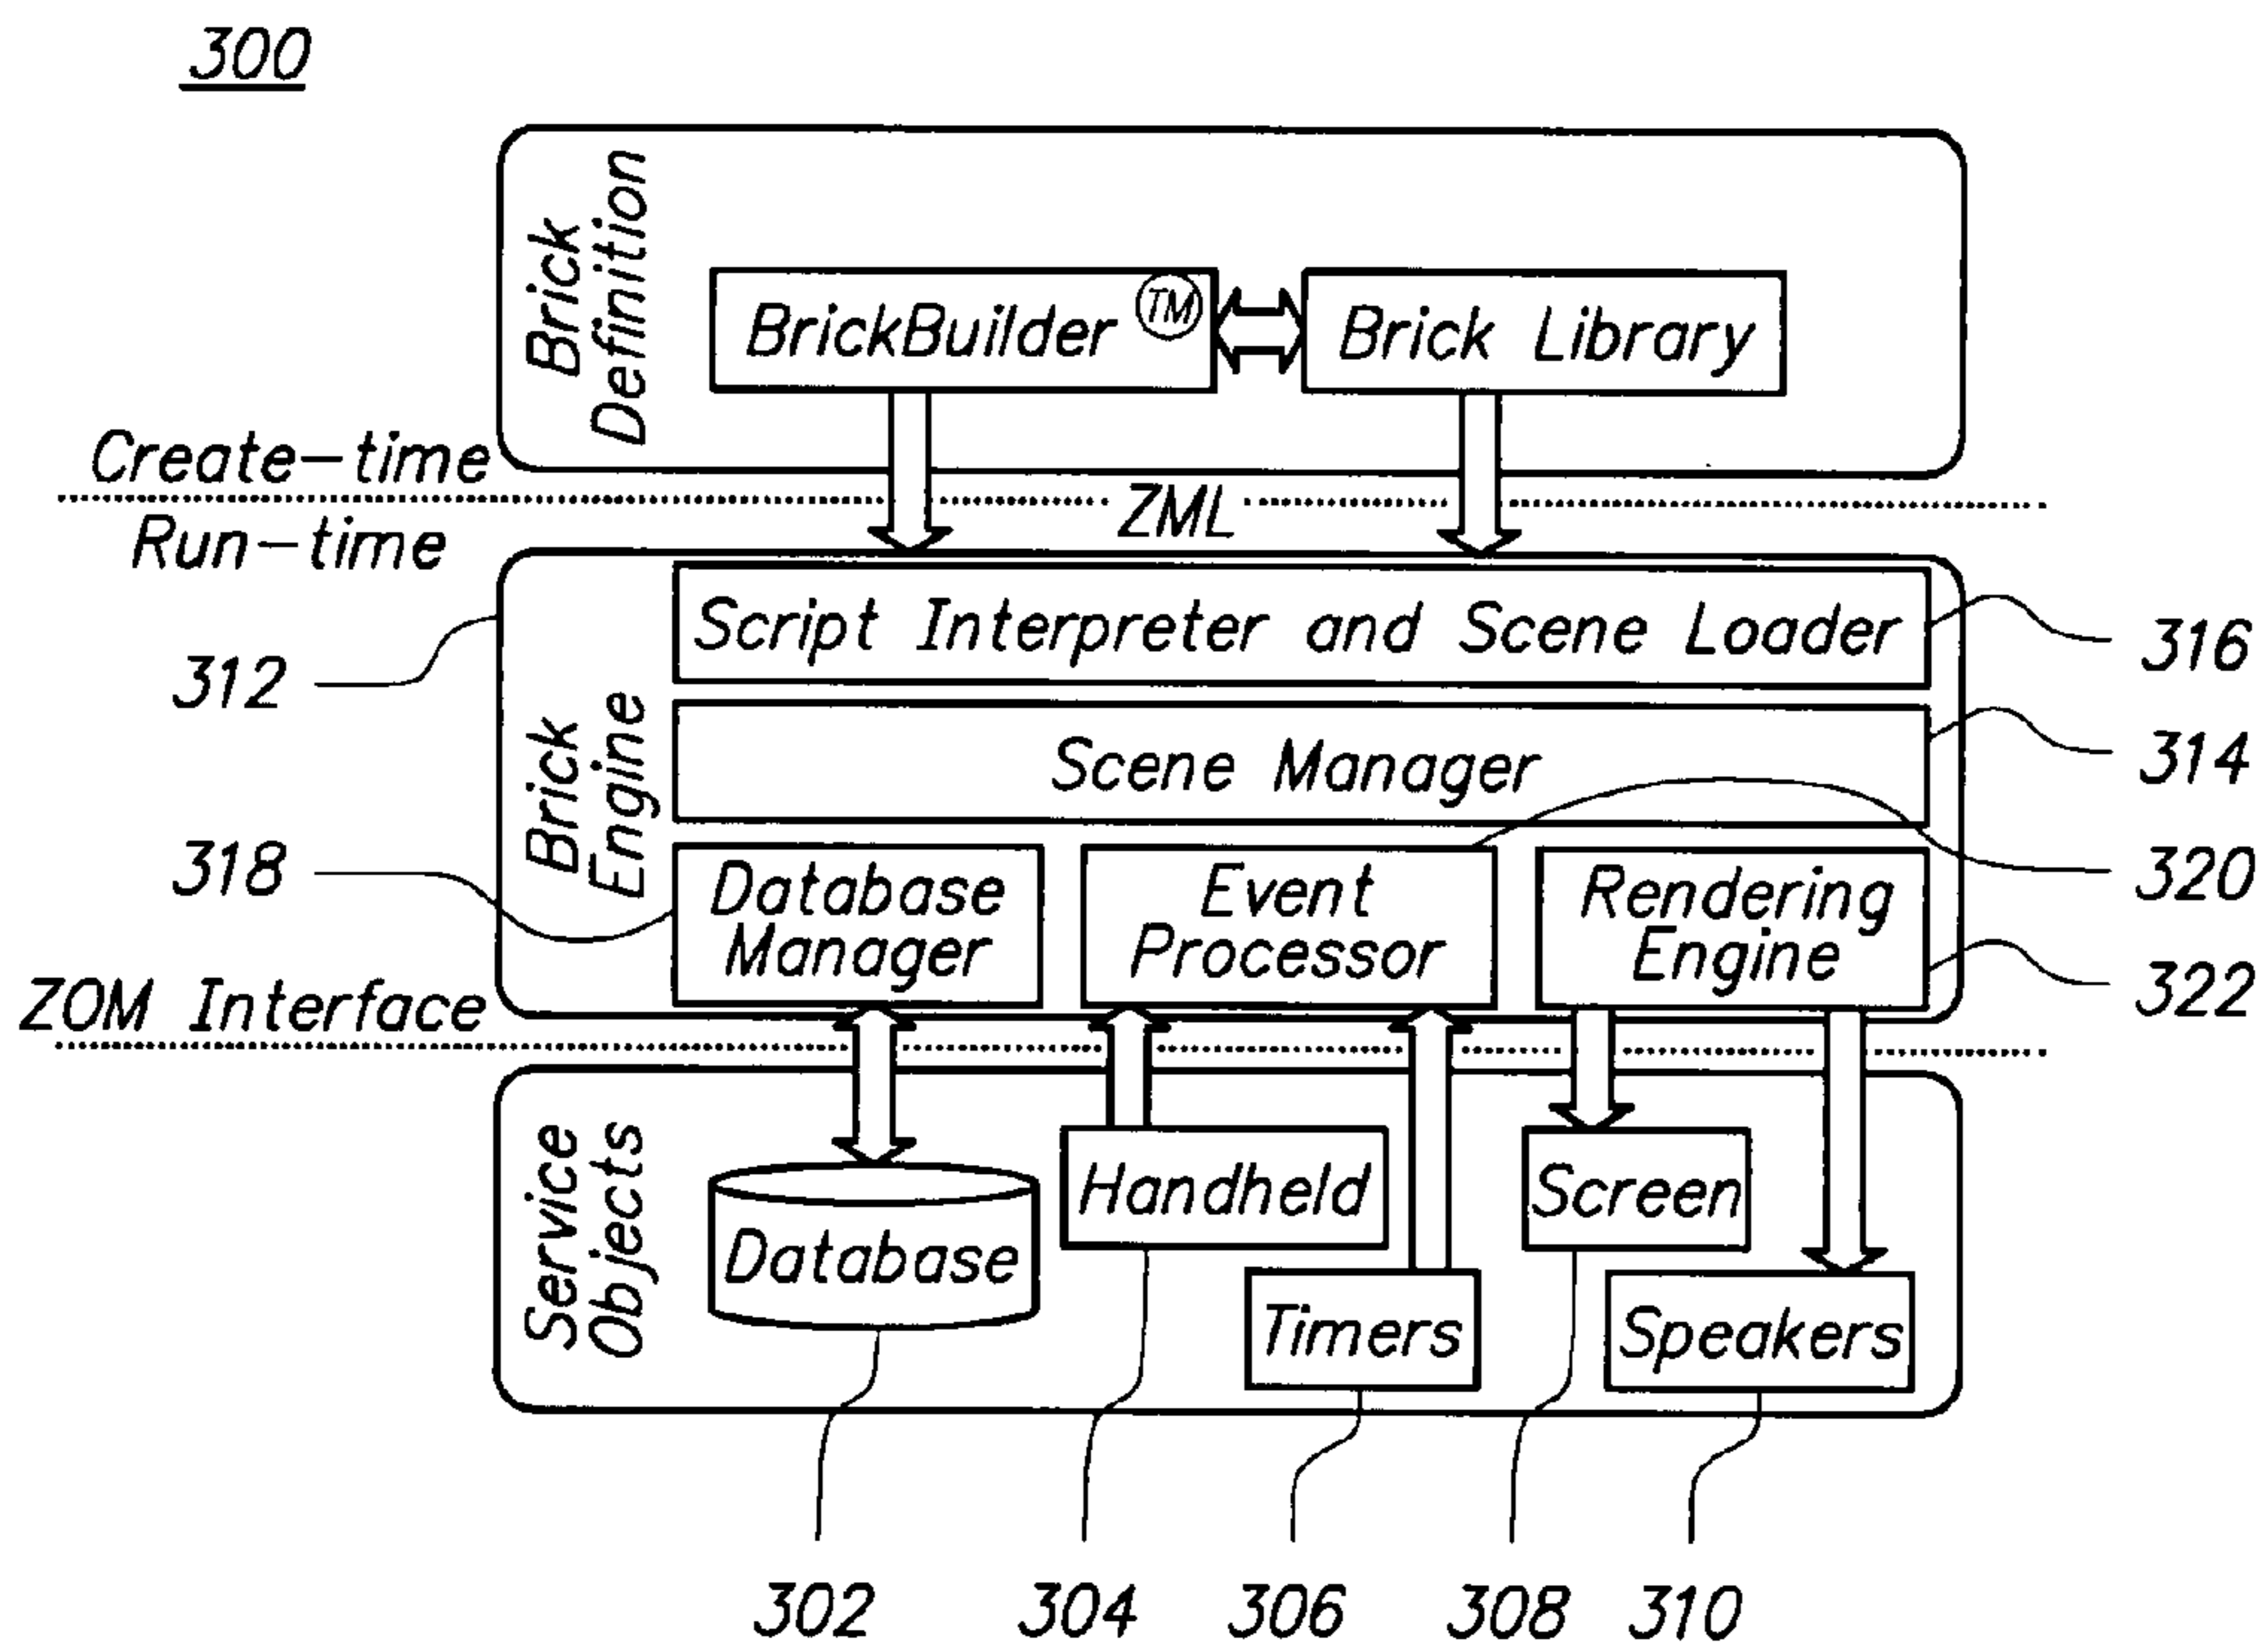 300
Brick
Definition
BrickBuilder TM
Brick Library
Create-time
ZML
Run-time
Brick
Engine
Script Interpreter and Scene Loader
316
312
Scene Manager
314
318
Database
Manager
Event
Processor
Rendering
Engine
320
322
ZOM Interface
Service
Objects
Database
Handheld
Timers
Screen
Speakers
302
304
306
308
310